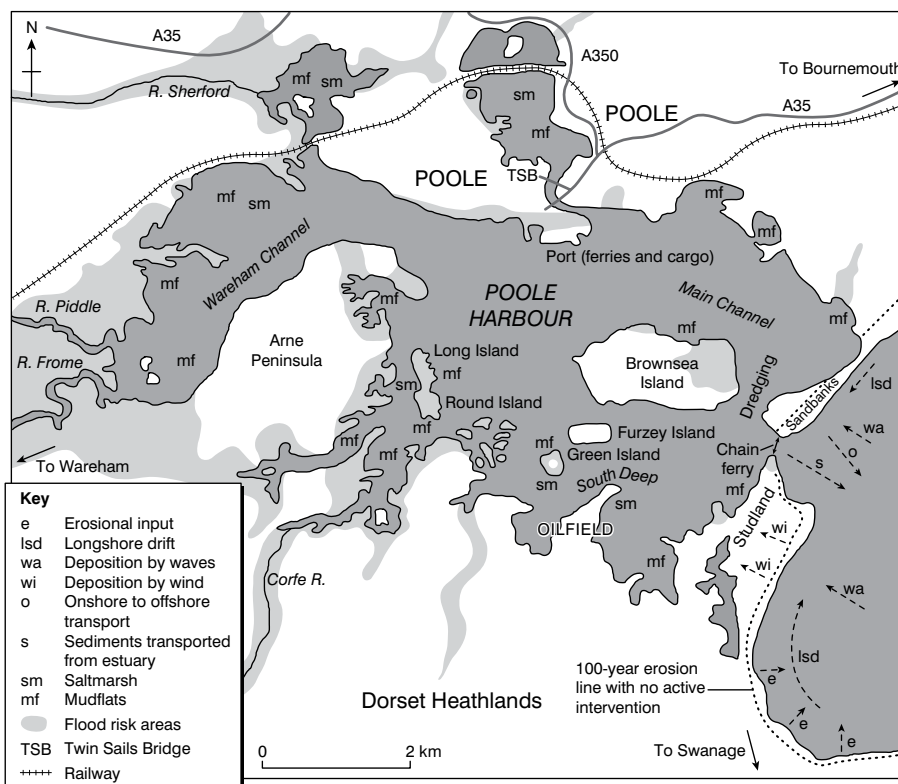 N
A35
A350
To Bournemouth
A35
R. Sherford
mf
sm
sm
mf
POOLE
POOLE
TSB
mf
sm
mf
mf
Port (ferries and cargo)
Wareham Channel
mf
R. Piddle
mf
POOLE
HARBOUR
Main Channel
mf
R. Frome
mf
Arne
Peninsula
Long Island
sm
mf
mf
Brownsea
Island
Dredging
Sandbanks
lsd
wa
Round Island
mf
mf
mf
mf
Furzey Island
Green Island
sm
South Deep
sm
Chain
ferry
s
o
mf
To Wareham
OILFIELD
Studland
wi
wi
mf
wa
Corfe R.
lsd
e
e
e
100-year erosion
line with no active
intervention
Dorset Heathlands
To Swanage
0
2 km
Key
e Erosional input
lsd Longshore drift
wa Deposition by waves
wi Deposition by wind
o Onshore to offshore
transport
s Sediments transported
from estuary
sm Saltmarsh
mf Mudflats
Flood risk areas
TSB Twin Sails Bridge
Railway